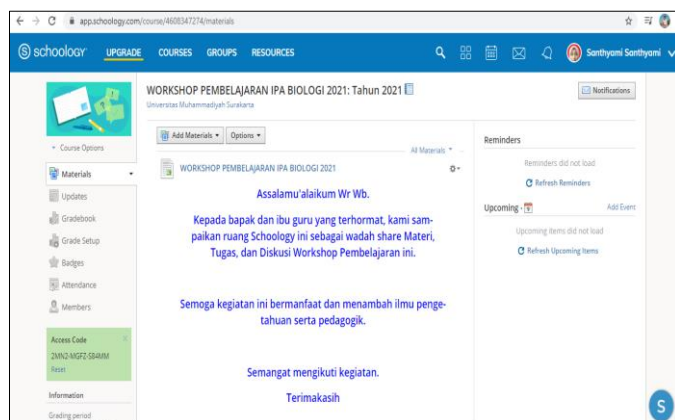 app.schoology.com/course/4608347274/materials
S schoology UPGRADE COURSES GROUPS RESOURCES Santhyami Santhyami
WORKSHOP PEMBELAJARAN IPA BIOLOGI 2021: Tahun 2021
Universitas Muhammadiyah Surakarta
Notifications
Course Options
Materials
Updates
Gradebook
Grade Setup
Badges
Attendance
Members
Access Code
Reset
Information
Grading period
Add Materials Options
All Materials
WORKSHOP PEMBELAJARAN IPA BIOLOGI 2021
Assalamu'alaikum Wr Wb.
Kepada bapak dan ibu guru yang terhormat, kami sam-
paikan ruang Schoology ini sebagai wadah share Materi,
Tugas, dan Diskusi Workshop Pembelajaran ini.
Semoga kegiatan ini bermanfaat dan menambah ilmu penge-
tahuan serta pedagogik.
Semangat mengikuti kegiatan.
Terimakasih
Reminders
Reminders did not load
Refresh Reminders
Upcoming Add Event
Upcoming items did not load
Refresh Upcoming Items
S